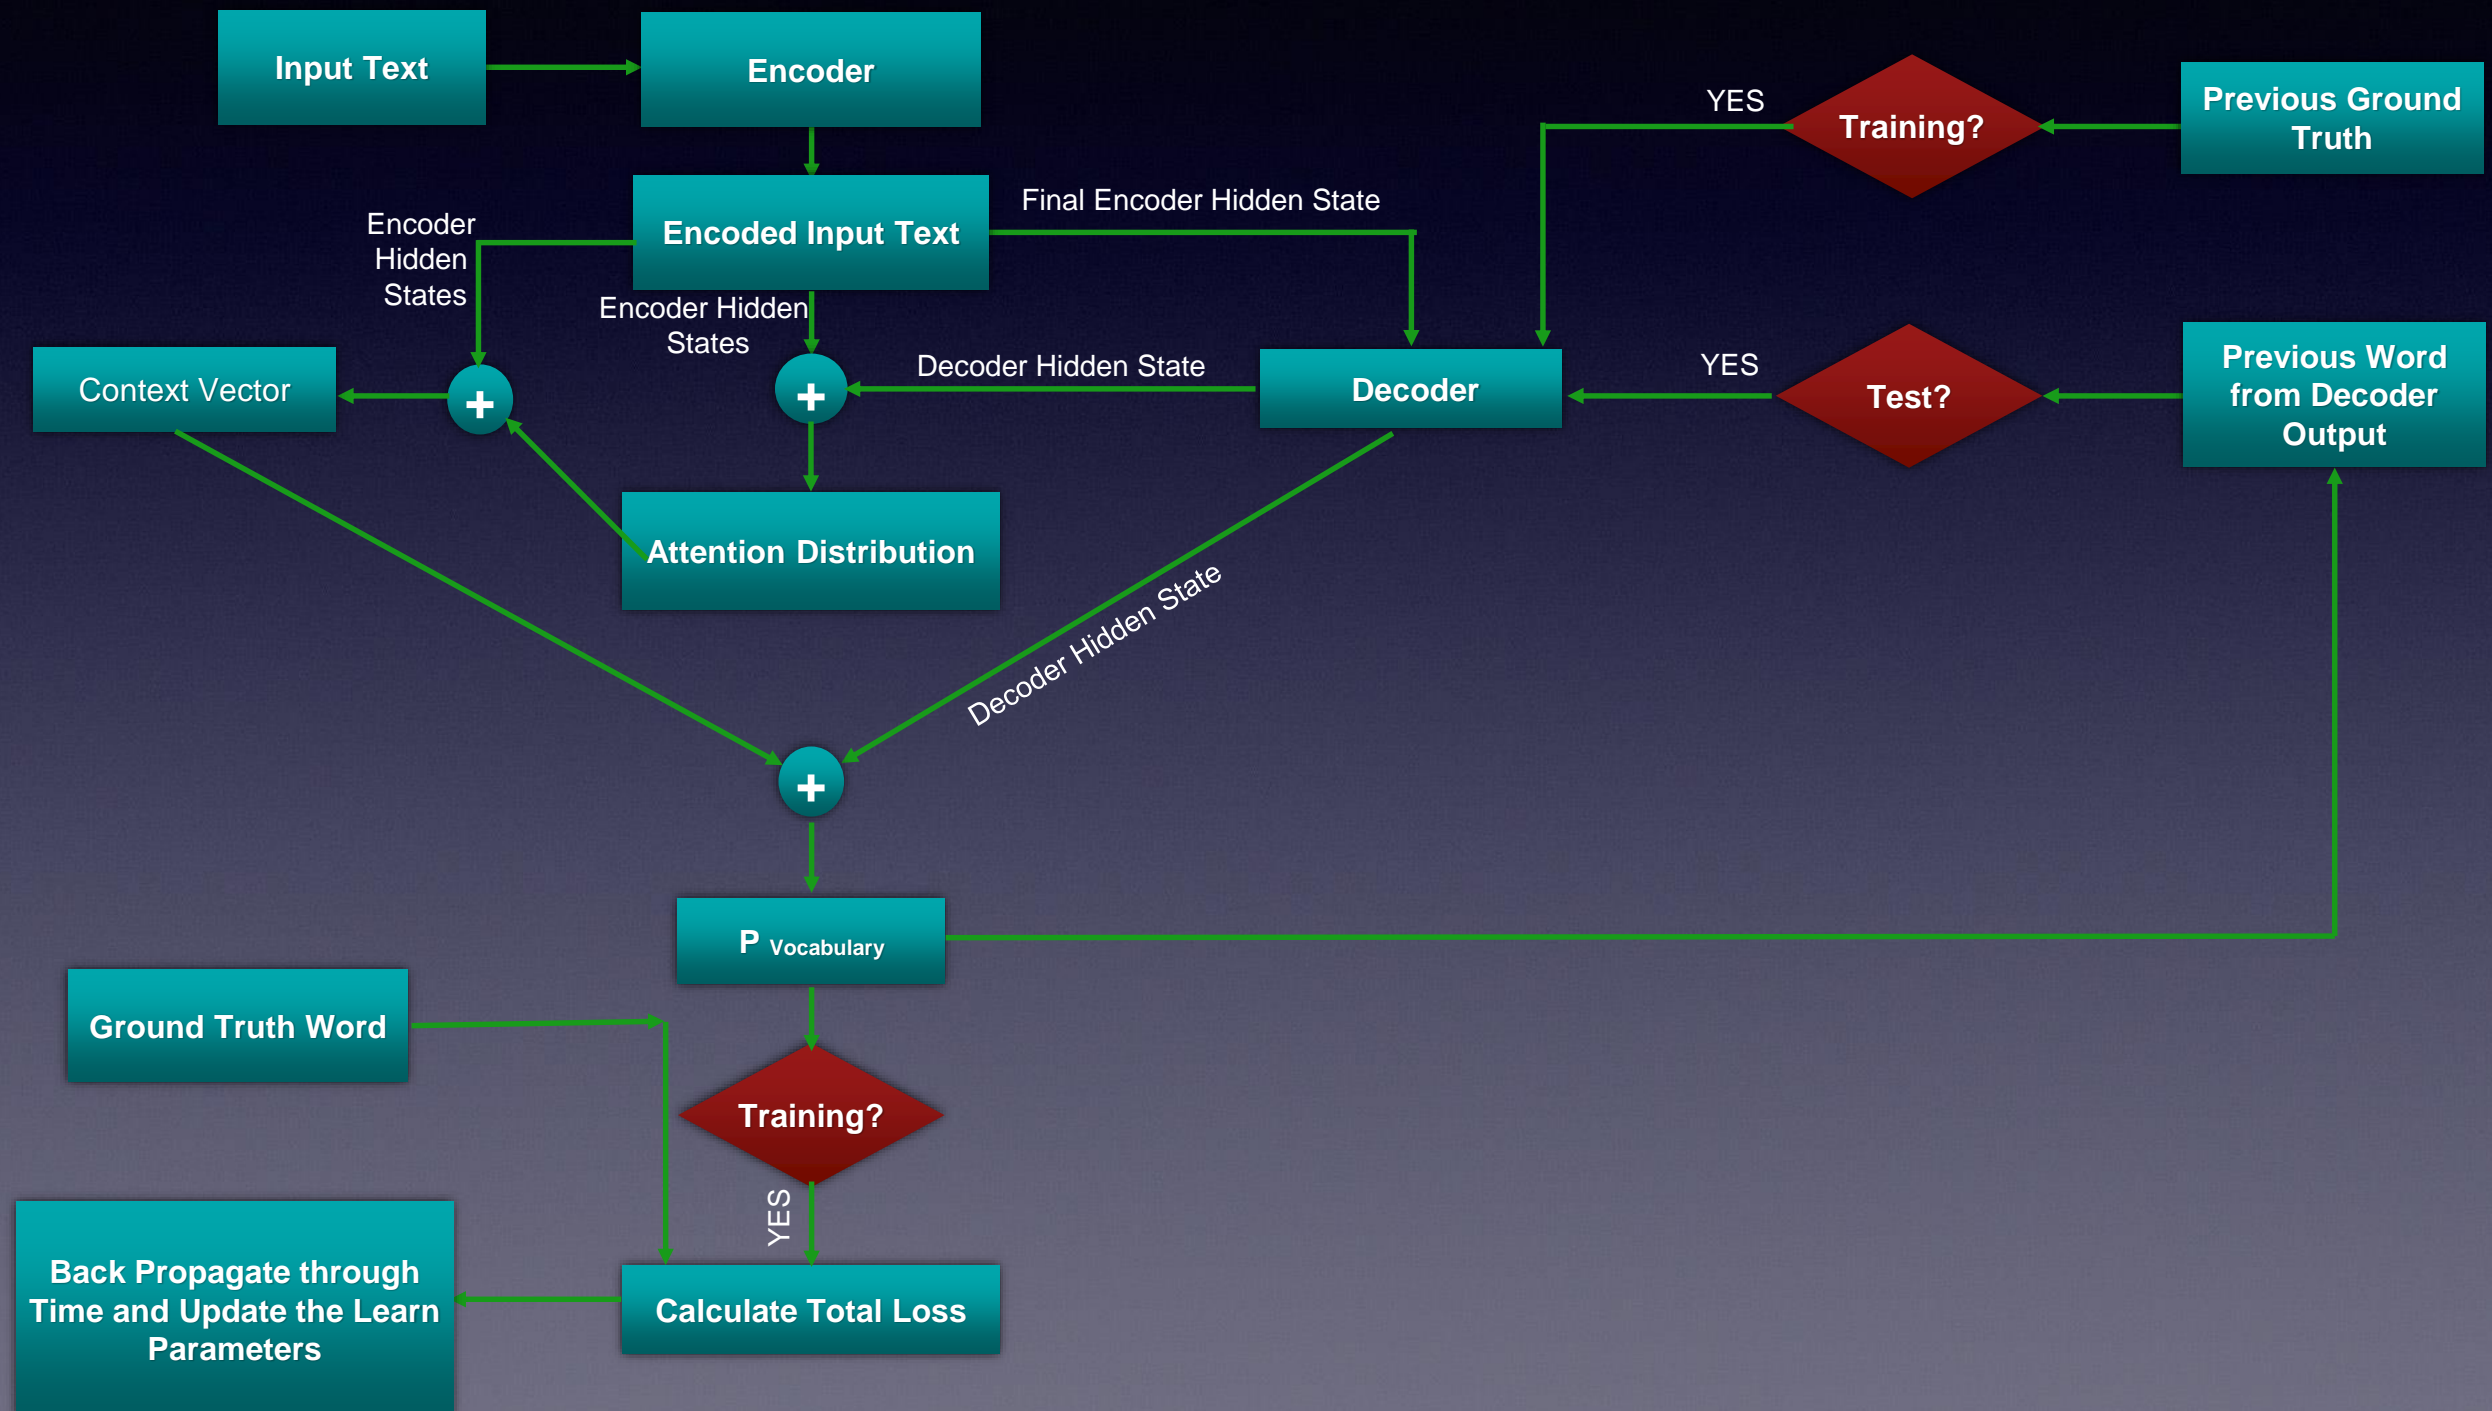 Input Text
Encoder
YES
Training?
Previous Ground
Truth
Encoded Input Text
Final Encoder Hidden State
Encoder
Hidden
States
Encoder Hidden
States
Context Vector
+
+
Decoder Hidden State
Decoder
YES
Test?
Previous Word
from Decoder
Output
Attention Distribution
Decoder Hidden State
+
P Vocabulary
Ground Truth Word
Training?
YES
Back Propagate through
Time and Update the Learn
Parameters
Calculate Total Loss